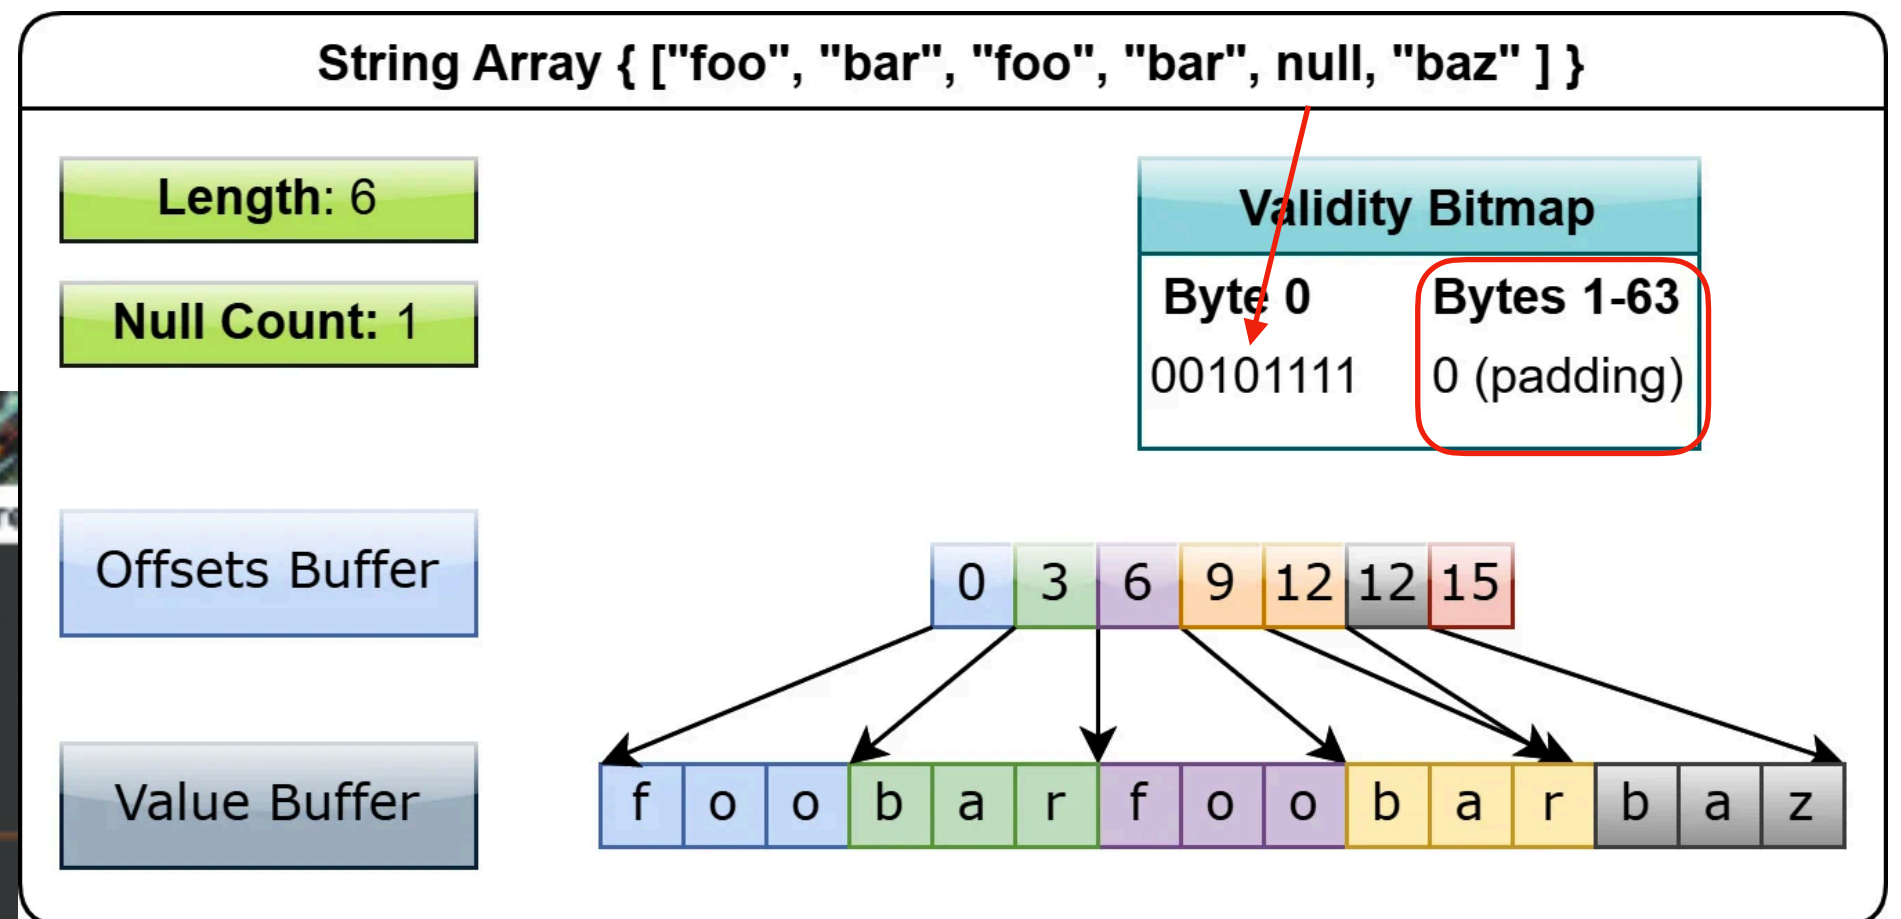 String Array { ["foo", "bar", "foo", "bar", null, "baz" ] }
Length: 6
Null Count: 1
Validity Bitmap
Byte 0 Bytes 1-63
00101111 0 (padding)
Offsets Buffer
0 3 6 9 12 12 15
Value Buffer
f o o b a r f o o b a r b a z